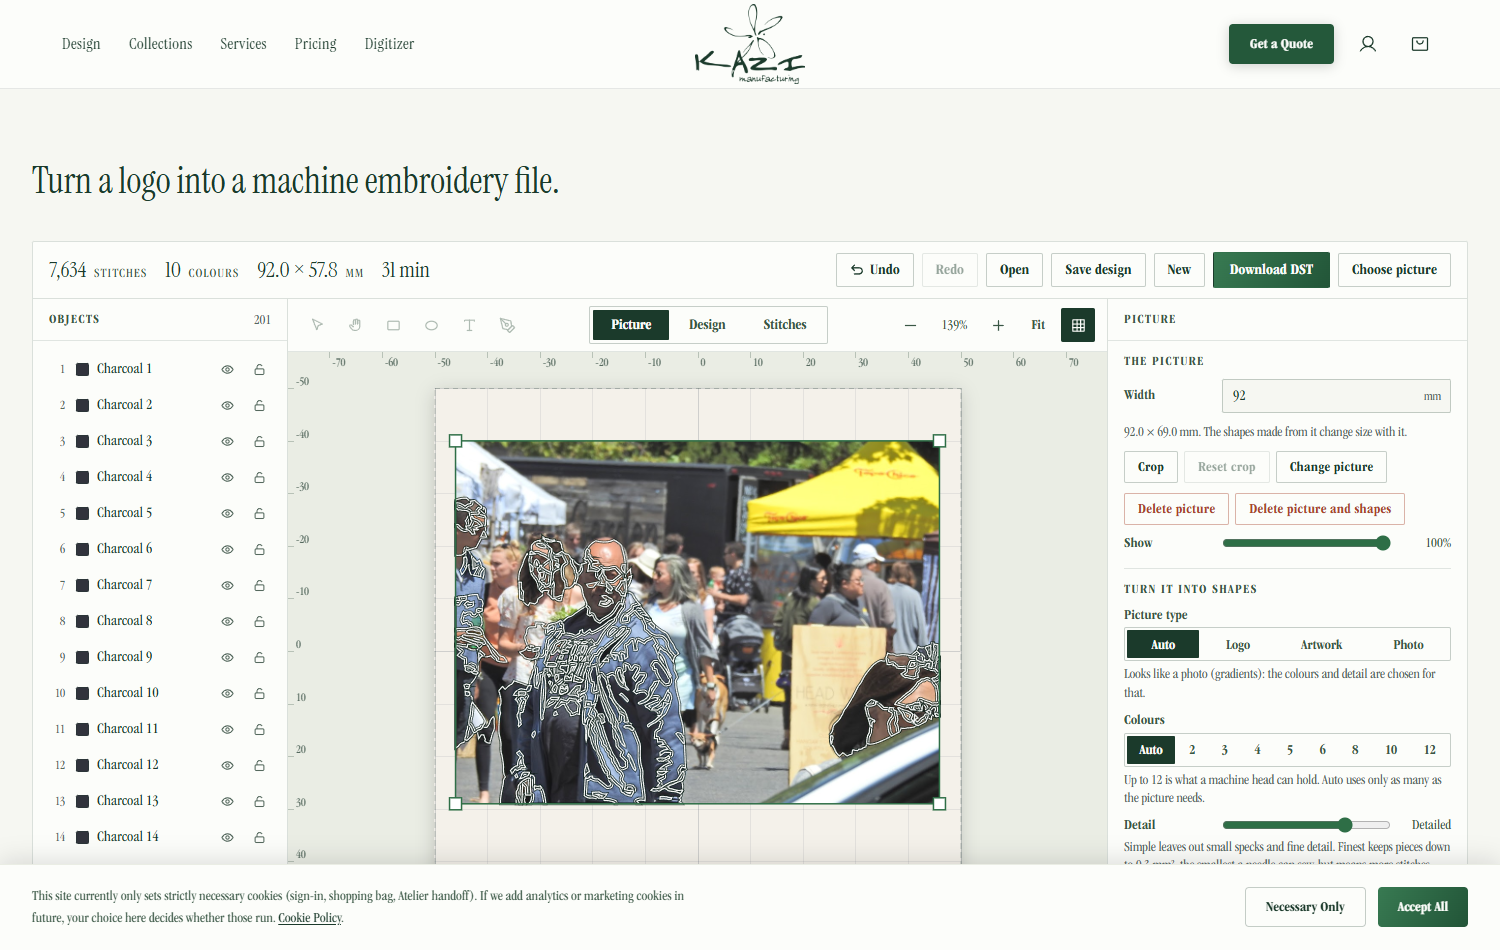 Design Collections Services Pricing Digitizer
KAZI
manufacturing
Get a Quote
Turn a logo into a machine embroidery file.
7,634 STITCHES 10 COLOURS 92.0 × 57.8 MM 31 min
Undo Redo Open Save design New Download DST Choose picture
OBJECTS 201
Picture Design Stitches
139% Fit
PICTURE
-70 -60 -50 -40 -30 -20 -10 0 10 20 30 40 50 60 70
-50
-40
-30
-20
-10
0
10
20
30
40
1 Charcoal 1
2 Charcoal 2
3 Charcoal 3
4 Charcoal 4
5 Charcoal 5
6 Charcoal 6
7 Charcoal 7
8 Charcoal 8
9 Charcoal 9
10 Charcoal 10
11 Charcoal 11
12 Charcoal 12
13 Charcoal 13
14 Charcoal 14
HEAD
THE PICTURE
Width 92 mm
92.0 × 69.0 mm. The shapes made from it change size with it.
Crop Reset crop Change picture
Delete picture Delete picture and shapes
Show 100%
TURN IT INTO SHAPES
Picture type
Auto Logo Artwork Photo
Looks like a photo (gradients): the colours and detail are chosen for
that.
Colours
Auto 2 3 4 5 6 8 10 12
Up to 12 is what a machine head can hold. Auto uses only as many as
the picture needs.
Detail Detailed
Simple leaves out small specks and fine detail. Finest keeps pieces down
This site currently only sets strictly necessary cookies (sign-in, shopping bag, Atelier handoff). If we add analytics or marketing cookies in
future, your choice here decides whether those run. Cookie Policy.
Necessary Only Accept All